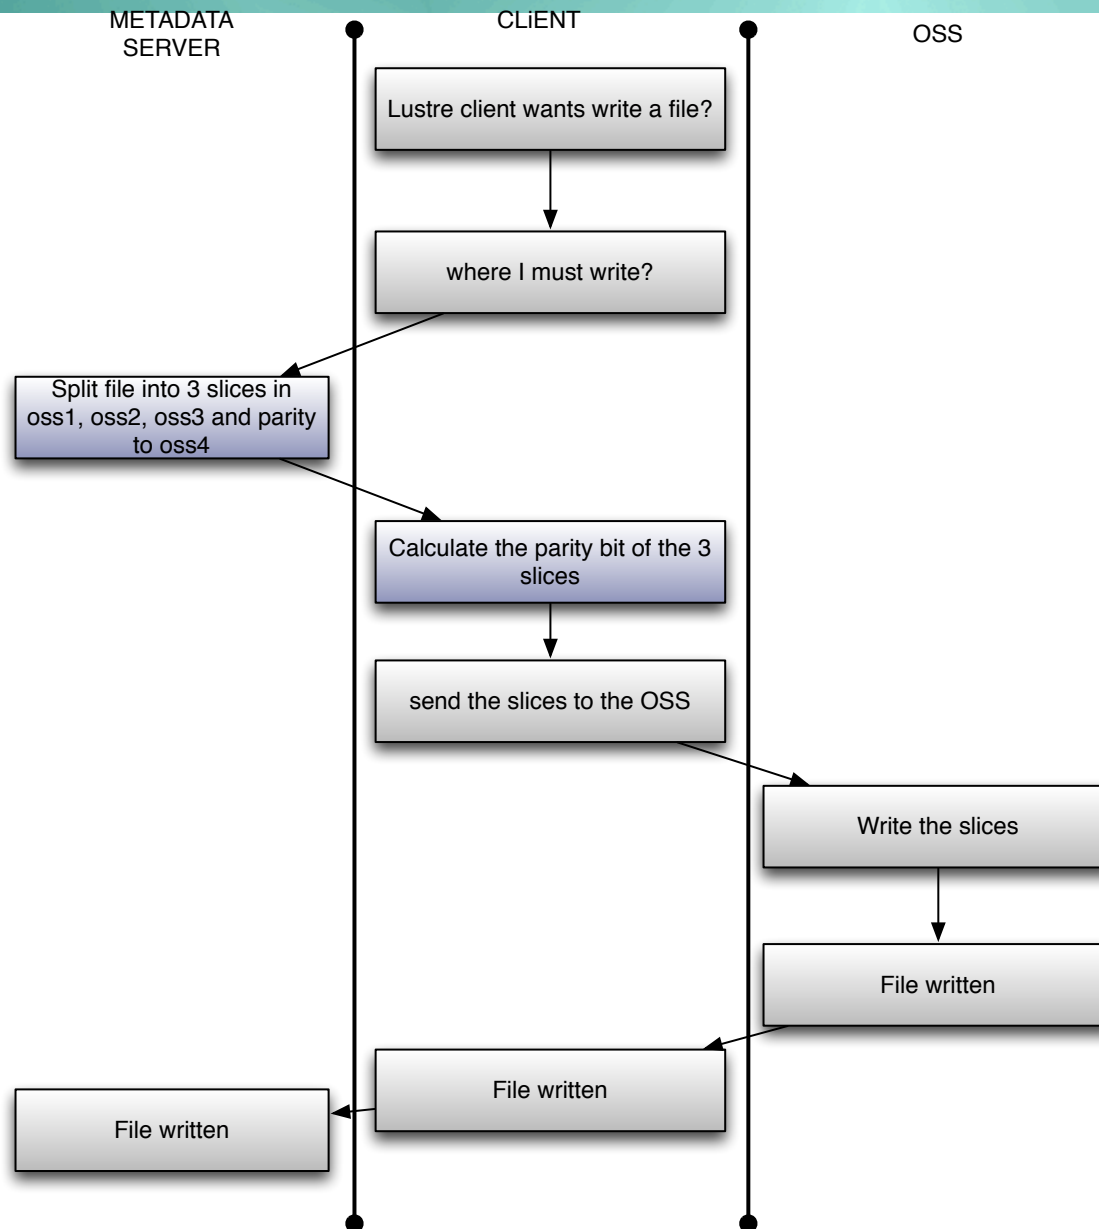 METADATA
SERVER
CLiENT
OSS
Lustre client wants write a file?
where I must write?
Split file into 3 slices in
oss1, oss2, oss3 and parity
to oss4
Calculate the parity bit of the 3
slices
send the slices to the OSS
Write the slices
File written
File written
File written